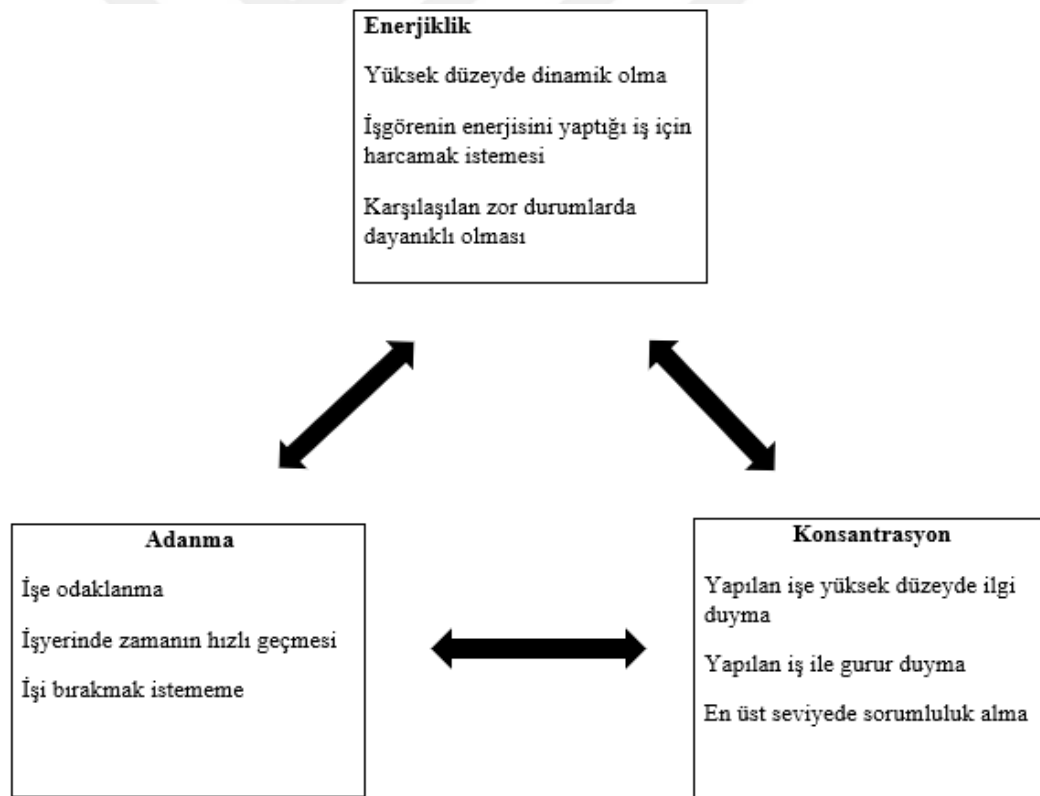 Enerjiklik
Yüksek düzeyde dinamik olma
İşgörenin enerjisini yaptığı iş için
harcamak istemesi
Karşılaşılan zor durumlarda
dayanıklı olması
Adanma
İşe odaklanma
İşyerinde zamanın hızlı geçmesi
İşi bırakmak istememe
Konsantrasyon
Yapılan işe yüksek düzeyde ilgi
duyma
Yapılan iş ile gurur duyma
En üst seviyede sorumluluk alma